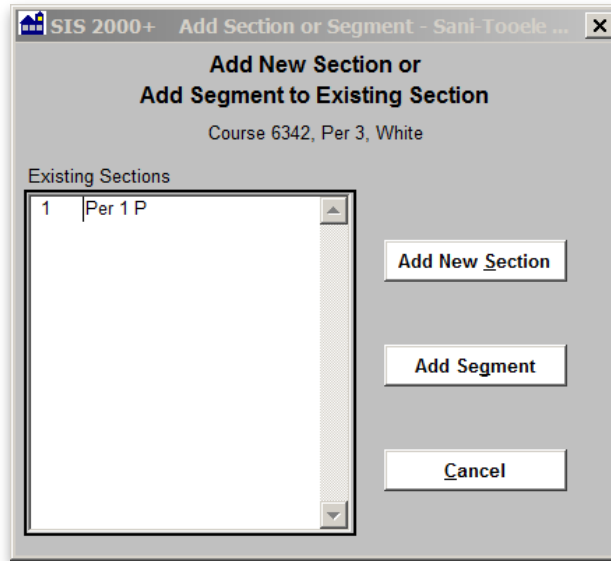 SIS 2000+ Add Section or Segment - Sani-Tooele ...
Add New Section or
Add Segment to Existing Section
Course 6342, Per 3, White
Existing Sections
1 Per 1 P
Add New Section
Add Segment
Cancel